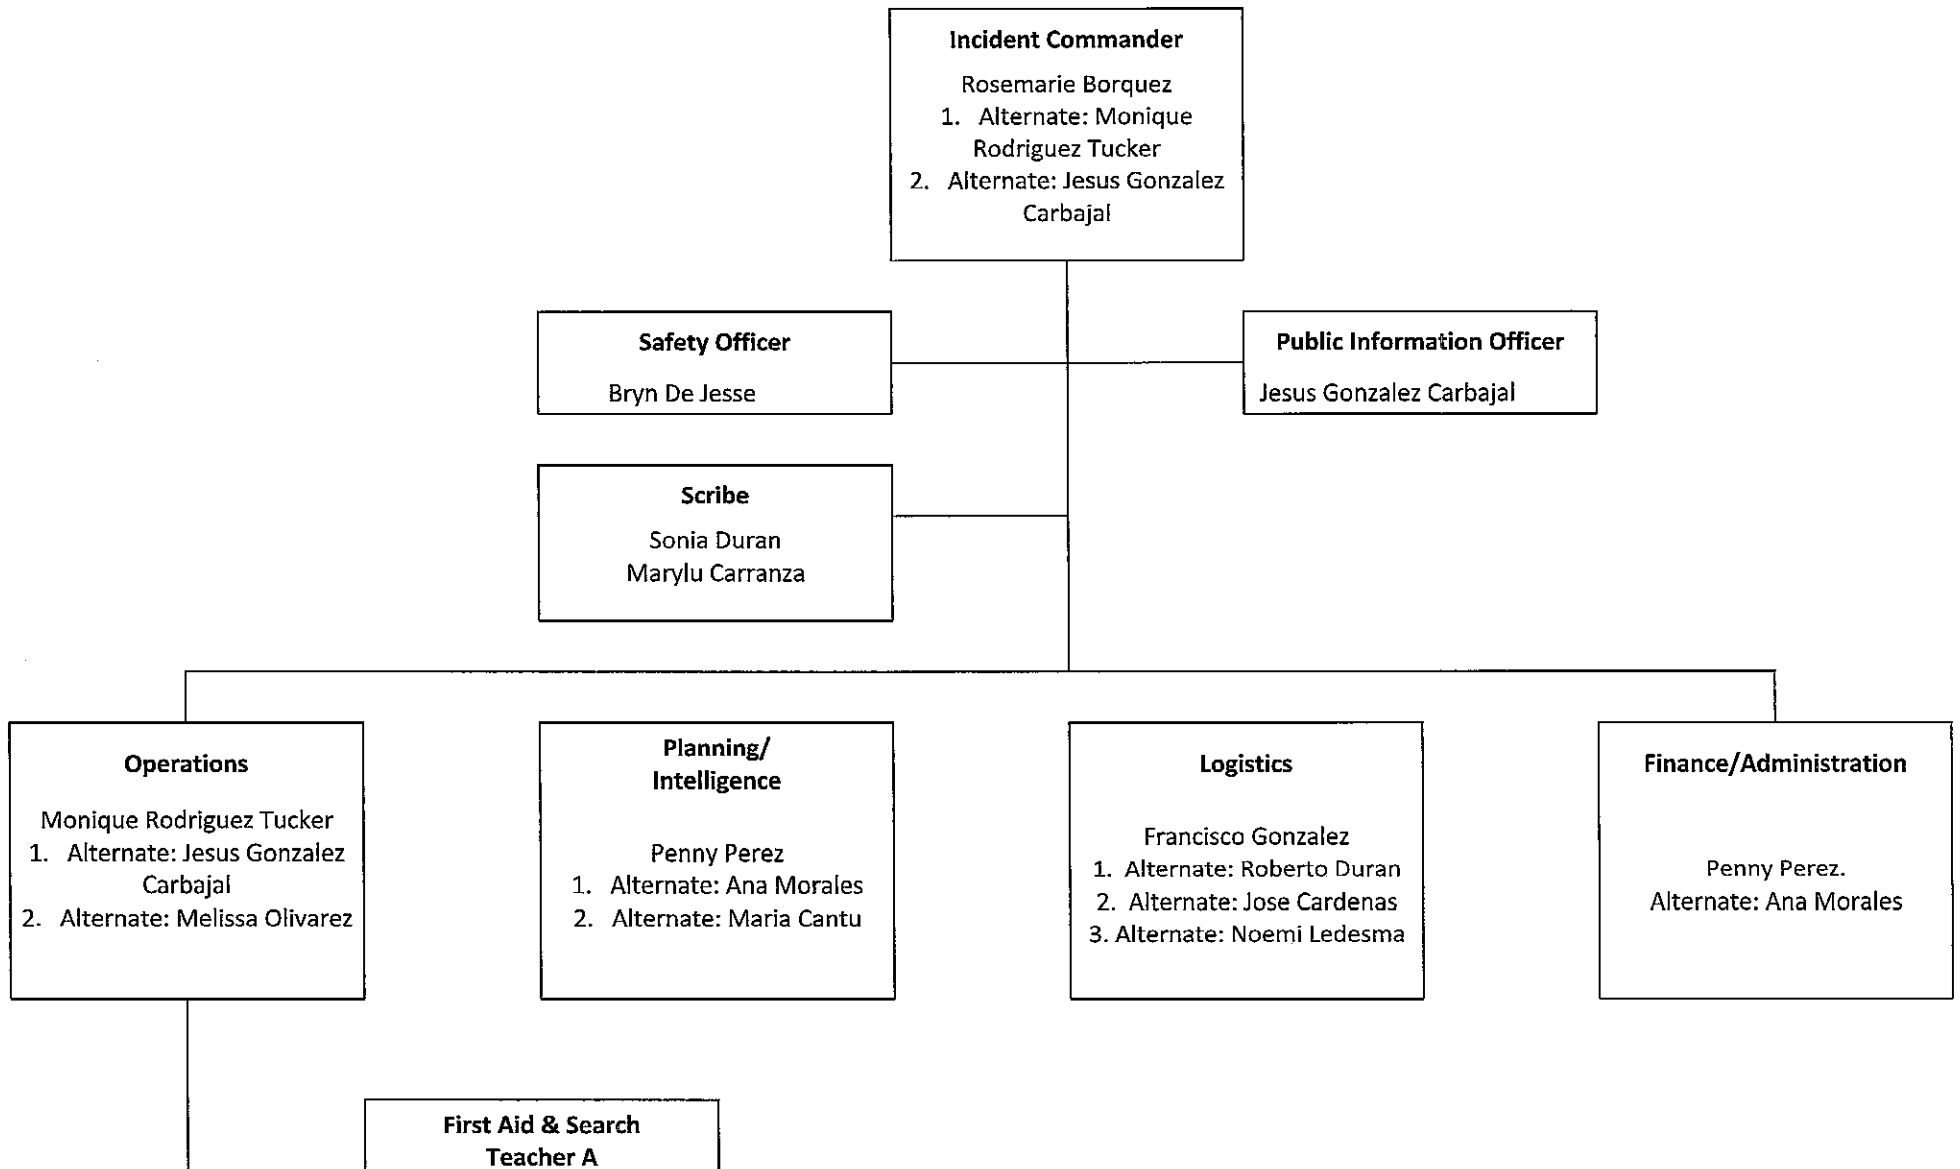 Incident Commander
Rosemarie Borquez
1. Alternate: Monique
Rodriguez Tucker
2. Alternate: Jesus Gonzalez
Carbajal
Safety Officer
Bryn De Jesse
Public Information Officer
Jesus Gonzalez Carbajal
Scribe
Sonia Duran
Marylu Carranza
Operations
Monique Rodriguez Tucker
1. Alternate: Jesus Gonzalez
Carbajal
2. Alternate: Melissa Olivarez
Planning/
Intelligence
Penny Perez
1. Alternate: Ana Morales
2. Alternate: Maria Cantu
Logistics
Francisco Gonzalez
1. Alternate: Roberto Duran
2. Alternate: Jose Cardenas
3. Alternate: Noemi Ledesma
Finance/Administration
Penny Perez.
Alternate: Ana Morales
First Aid & Search
Teacher A